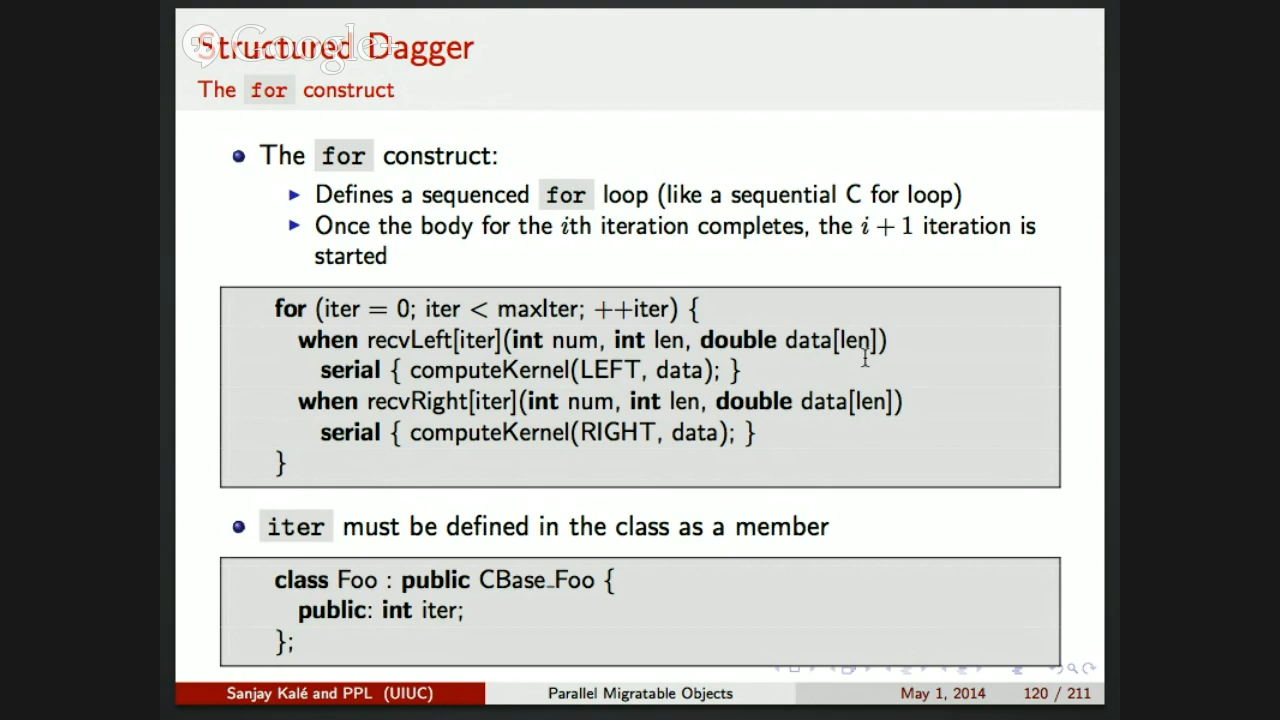 Structured Dagger
Google+
The for construct
The for construct:
Defines a sequenced for loop (like a sequential C for loop)
Once the body for the ith iteration completes, the i + 1 iteration is
started
for (iter = 0; iter < maxIter; ++iter) {
when recvLeft[iter](int num, int len, double data[len])
serial { computeKernel(LEFT, data); }
when recvRight[iter](int num, int len, double data[len])
serial { computeKernel(RIGHT, data); }
}
iter must be defined in the class as a member
class Foo : public CBase_Foo {
public: int iter;
};
Sanjay Kalé and PPL (UIUC) Parallel Migratable Objects May 1, 2014 120 / 211